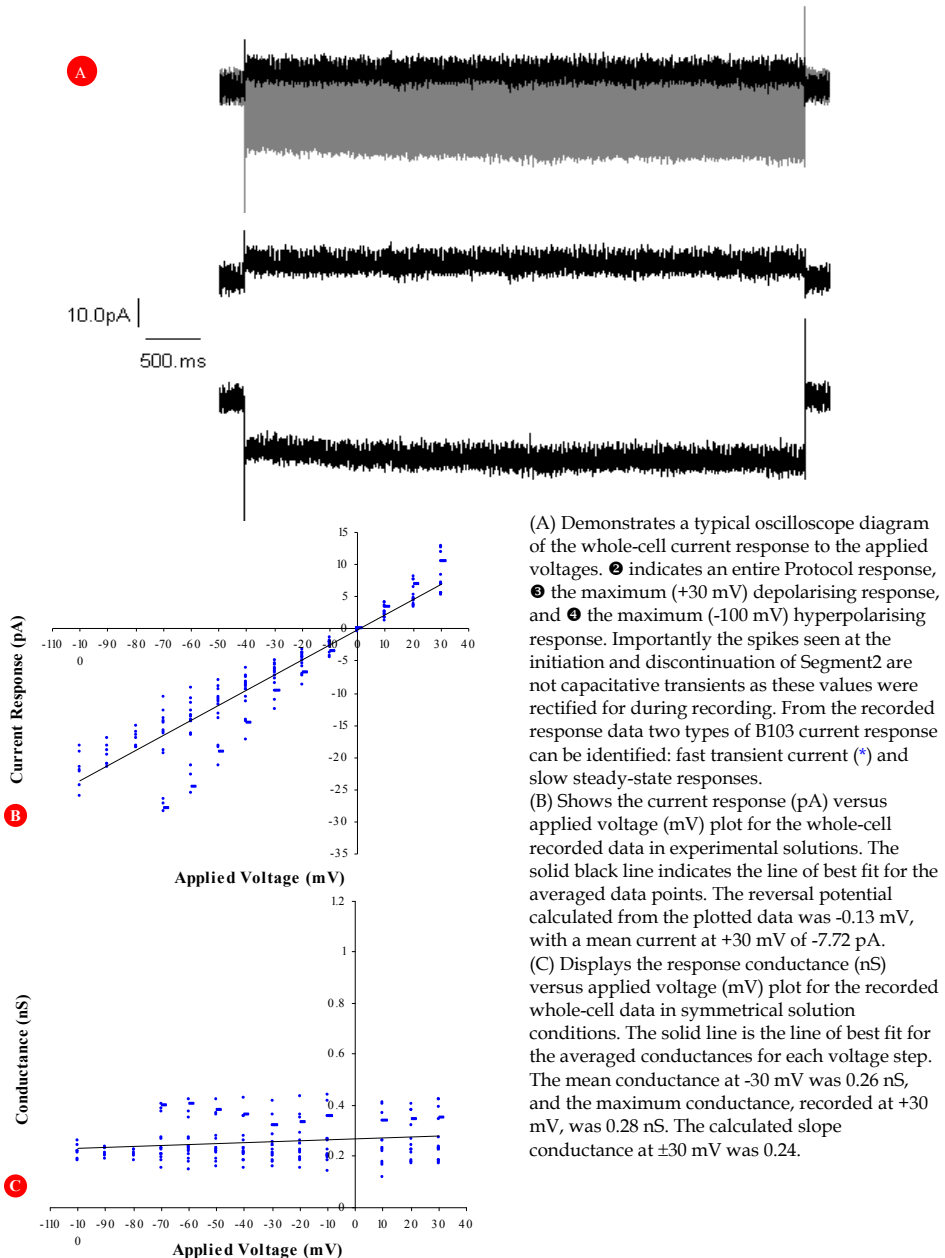 A
10.0pA
500.ms
(A) Demonstrates a typical oscilloscope diagram
of the whole-cell current response to the applied
voltages. ❷ indicates an entire Protocol response,
❸ the maximum (+30 mV) depolarising response,
and ❹ the maximum (-100 mV) hyperpolarising
response. Importantly the spikes seen at the
initiation and discontinuation of Segment2 are
not capacitative transients as these values were
rectified for during recording. From the recorded
response data two types of B103 current response
can be identified: fast transient current (*) and
slow steady-state responses.
(B) Shows the current response (pA) versus
applied voltage (mV) plot for the whole-cell
recorded data in experimental solutions. The
solid black line indicates the line of best fit for the
averaged data points. The reversal potential
calculated from the plotted data was -0.13 mV,
with a mean current at +30 mV of -7.72 pA.
(C) Displays the response conductance (nS)
versus applied voltage (mV) plot for the recorded
whole-cell data in symmetrical solution
conditions. The solid line is the line of best fit for
the averaged conductances for each voltage step.
The mean conductance at -30 mV was 0.26 nS,
and the maximum conductance, recorded at +30
mV, was 0.28 nS. The calculated slope
conductance at ±30 mV was 0.24.
B
Current Response (pA)
15
10
5
0
-5
-10
-15
-20
-25
-30
-35
-110 -100 -90 -80 -70 -60 -50 -40 -30 -20 -10 0 10 20 30 40
Applied Voltage (mV)
C
Conductance (nS)
1.2
1
0.8
0.6
0.4
0.2
0
-110 -100 -90 -80 -70 -60 -50 -40 -30 -20 -10 0 10 20 30 40
Applied Voltage (mV)